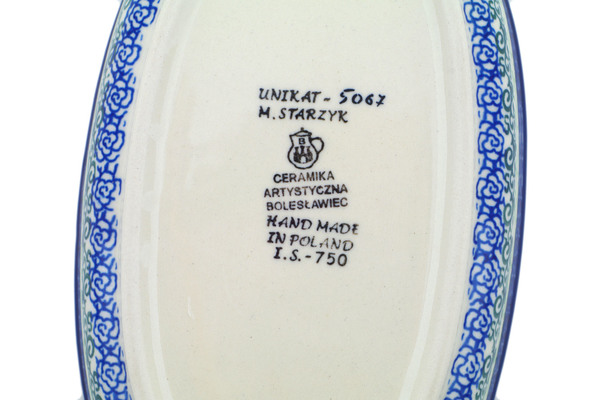 UNIKAT - 5067
M. STARZYK
B
CERAMIKA
ARTYSTYCZNA
BOLESŁAWIEC
HAND MADE
IN POLAND
I.S.-750